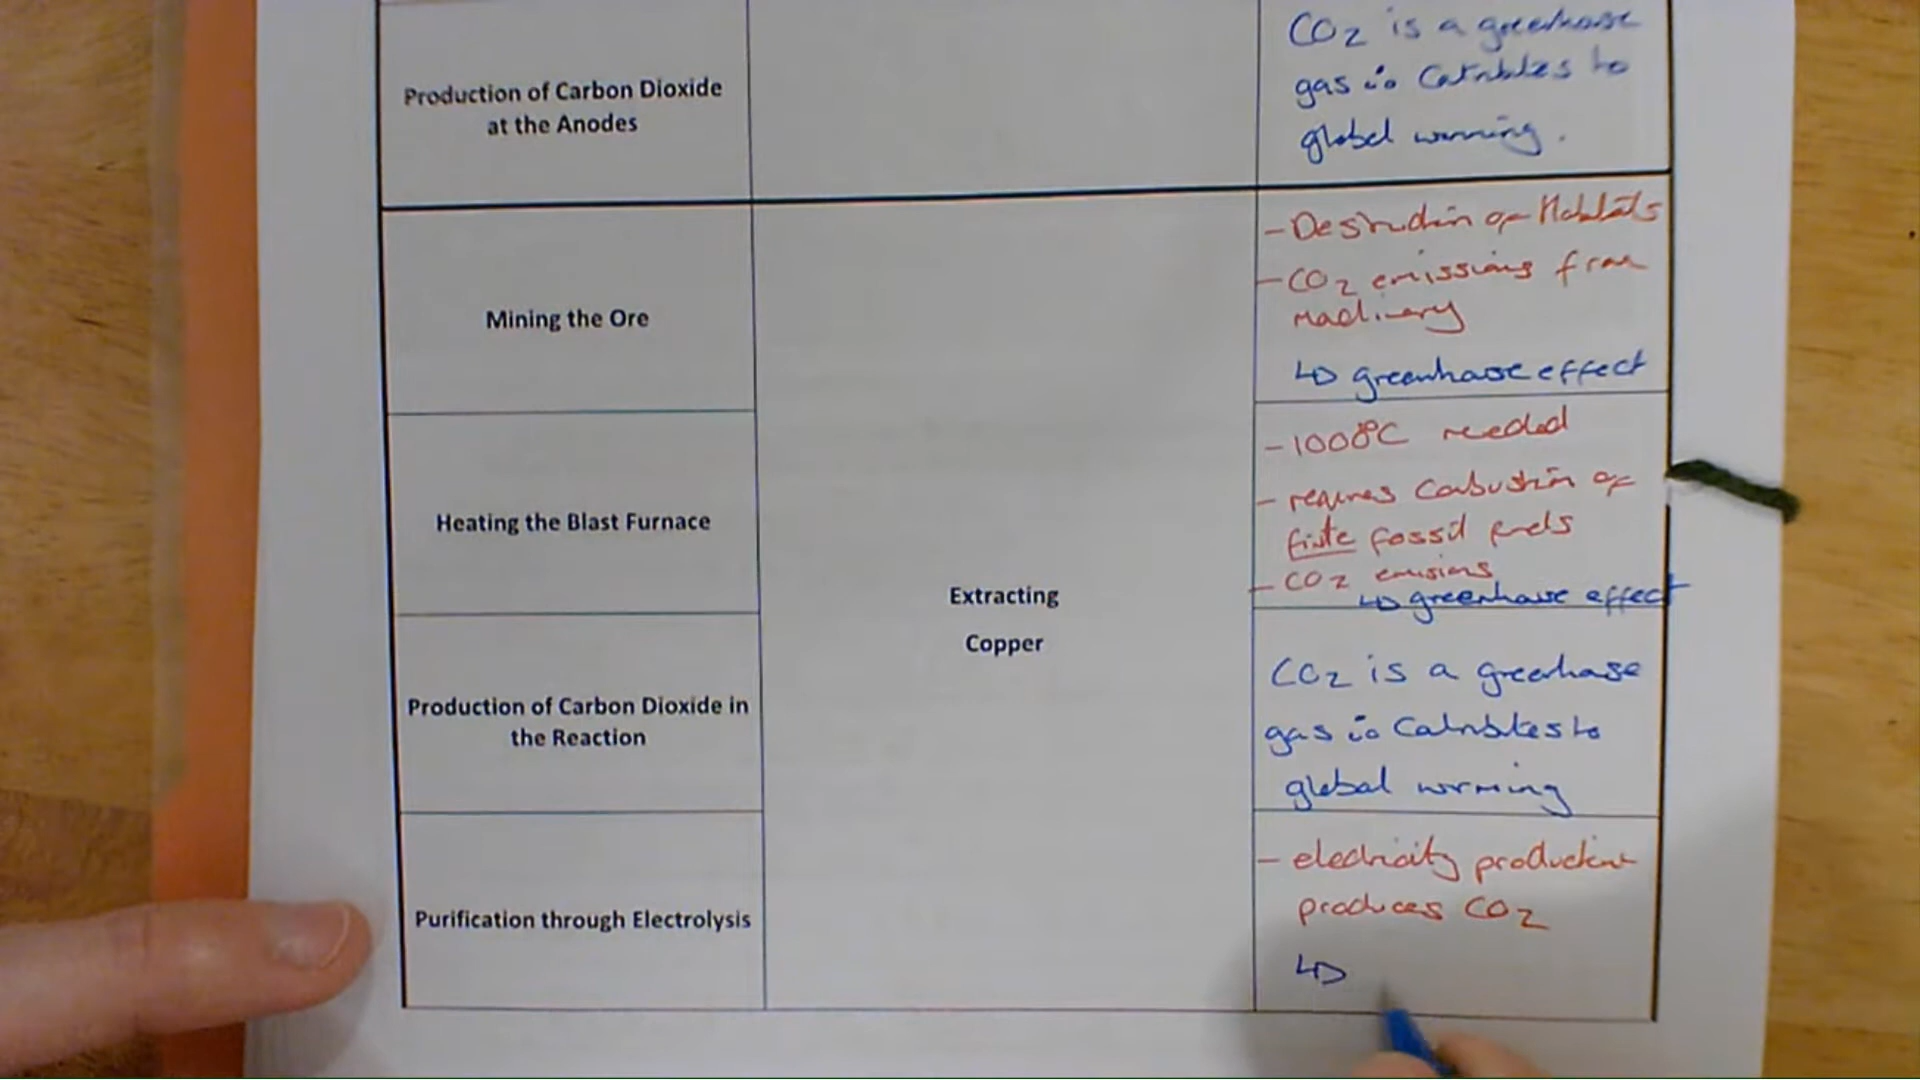 Production of Carbon Dioxide
at the Anodes
CO2 is a greenhouse
gas ∴ contributes to
global warming.
Mining the Ore
- Destruction of Habitats
- CO2 emissions from
machinery
↳ greenhouse effect
Heating the Blast Furnace
- 1000°C needed
- requires combustion of
finite fossil fuels
- CO2 emissions
↳ greenhouse effect
Extracting
Copper
Production of Carbon Dioxide in
the Reaction
CO2 is a greenhouse
gas ∴ contributes to
global warming
Purification through Electrolysis
- electricity production
produces CO2
↳